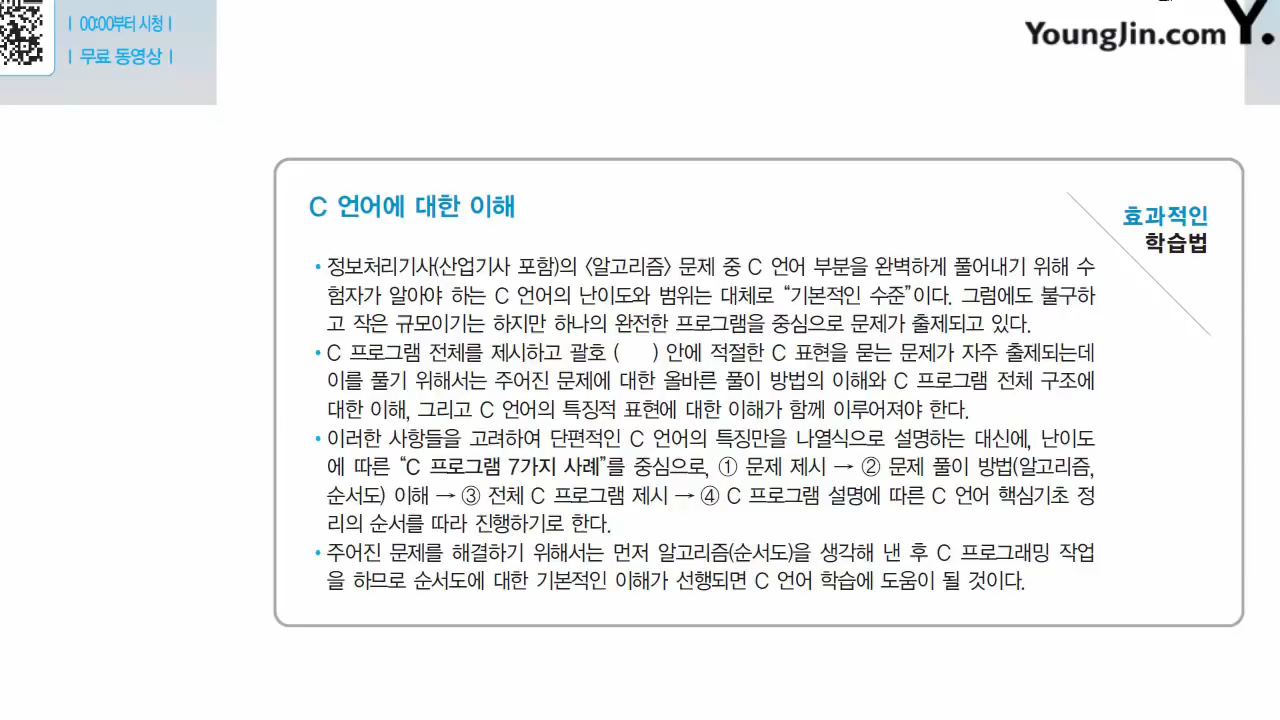 | 00:00부터 시청 |
| 무료 동영상 |
YoungJin.com Y.
C 언어에 대한 이해
효과적인
학습법
• 정보처리기사(산업기사 포함)의 〈알고리즘〉 문제 중 C 언어 부분을 완벽하게 풀어내기 위해 수
험자가 알아야 하는 C 언어의 난이도와 범위는 대체로 “기본적인 수준”이다. 그럼에도 불구하
고 작은 규모이기는 하지만 하나의 완전한 프로그램을 중심으로 문제가 출제되고 있다.
• C 프로그램 전체를 제시하고 괄호 (    ) 안에 적절한 C 표현을 묻는 문제가 자주 출제되는데
이를 풀기 위해서는 주어진 문제에 대한 올바른 풀이 방법의 이해와 C 프로그램 전체 구조에
대한 이해, 그리고 C 언어의 특징적 표현에 대한 이해가 함께 이루어져야 한다.
• 이러한 사항들을 고려하여 단편적인 C 언어의 특징만을 나열식으로 설명하는 대신에, 난이도
에 따른 “C 프로그램 7가지 사례”를 중심으로, ① 문제 제시 → ② 문제 풀이 방법(알고리즘,
순서도) 이해 → ③ 전체 C 프로그램 제시 → ④ C 프로그램 설명에 따른 C 언어 핵심기초 정
리의 순서를 따라 진행하기로 한다.
• 주어진 문제를 해결하기 위해서는 먼저 알고리즘(순서도)을 생각해 낸 후 C 프로그래밍 작업
을 하므로 순서도에 대한 기본적인 이해가 선행되면 C 언어 학습에 도움이 될 것이다.